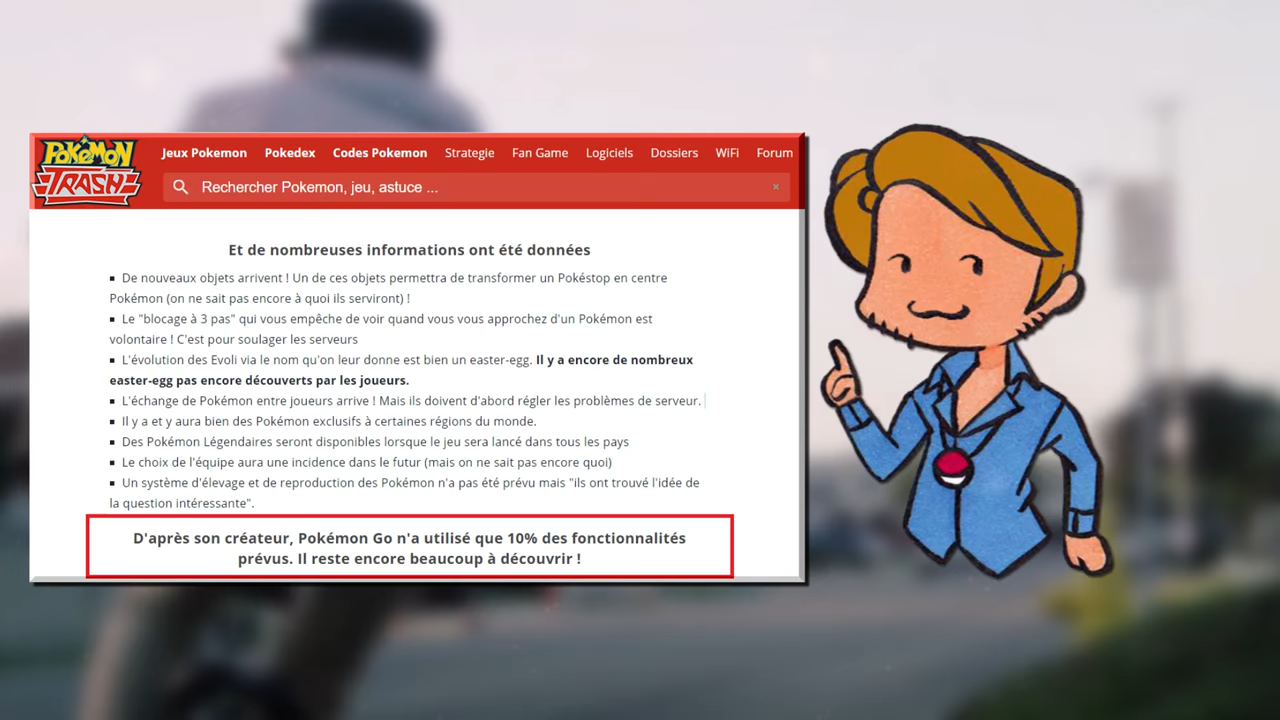 POKÉMON
TRASH
Jeux Pokemon Pokedex Codes Pokemon Strategie Fan Game Logiciels Dossiers WiFi Forum
Rechercher Pokemon, jeu, astuce ... ×
Et de nombreuses informations ont été données
▪ De nouveaux objets arrivent ! Un de ces objets permettra de transformer un Pokéstop en centre
Pokémon (on ne sait pas encore à quoi ils serviront) !
▪ Le "blocage à 3 pas" qui vous empêche de voir quand vous vous approchez d'un Pokémon est
volontaire ! C'est pour soulager les serveurs
▪ L'évolution des Evoli via le nom qu'on leur donne est bien un easter-egg. Il y a encore de nombreux
easter-egg pas encore découverts par les joueurs.
▪ L'échange de Pokémon entre joueurs arrive ! Mais ils doivent d'abord régler les problèmes de serveur.
▪ Il y a et y aura bien des Pokémon exclusifs à certaines régions du monde.
▪ Des Pokémon Légendaires seront disponibles lorsque le jeu sera lancé dans tous les pays
▪ Le choix de l'équipe aura une incidence dans le futur (mais on ne sait pas encore quoi)
▪ Un système d'élevage et de reproduction des Pokémon n'a pas été prévu mais "ils ont trouvé l'idée de
la question intéressante".
D'après son créateur, Pokémon Go n'a utilisé que 10% des fonctionnalités
prévus. Il reste encore beaucoup à découvrir !